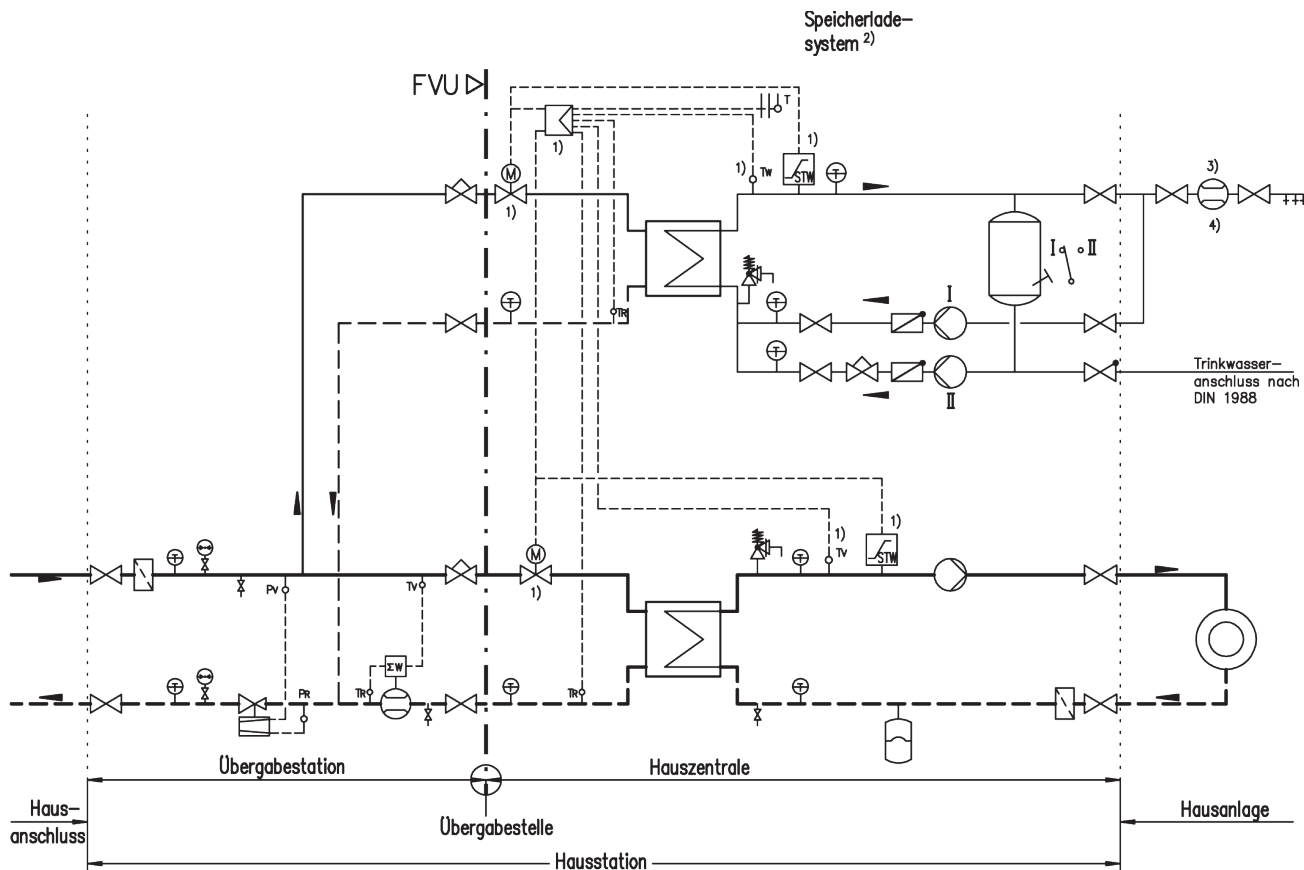 Speicherlade-
system 2)
FVU
T
1)
1)
M
1)
1)
TW
STW
T
3)
4)
I
II
T
TR
I
T
T
II
Trinkwasser-
anschluss nach
DIN 1988
M
1)
1)
TV
1)
STW
T
T
PV
TV
ΣW
TR
PR
T
T
TR
T
Übergabestation
Hauszentrale
Haus-
anschluss
Übergabestelle
Hausanlage
Hausstation